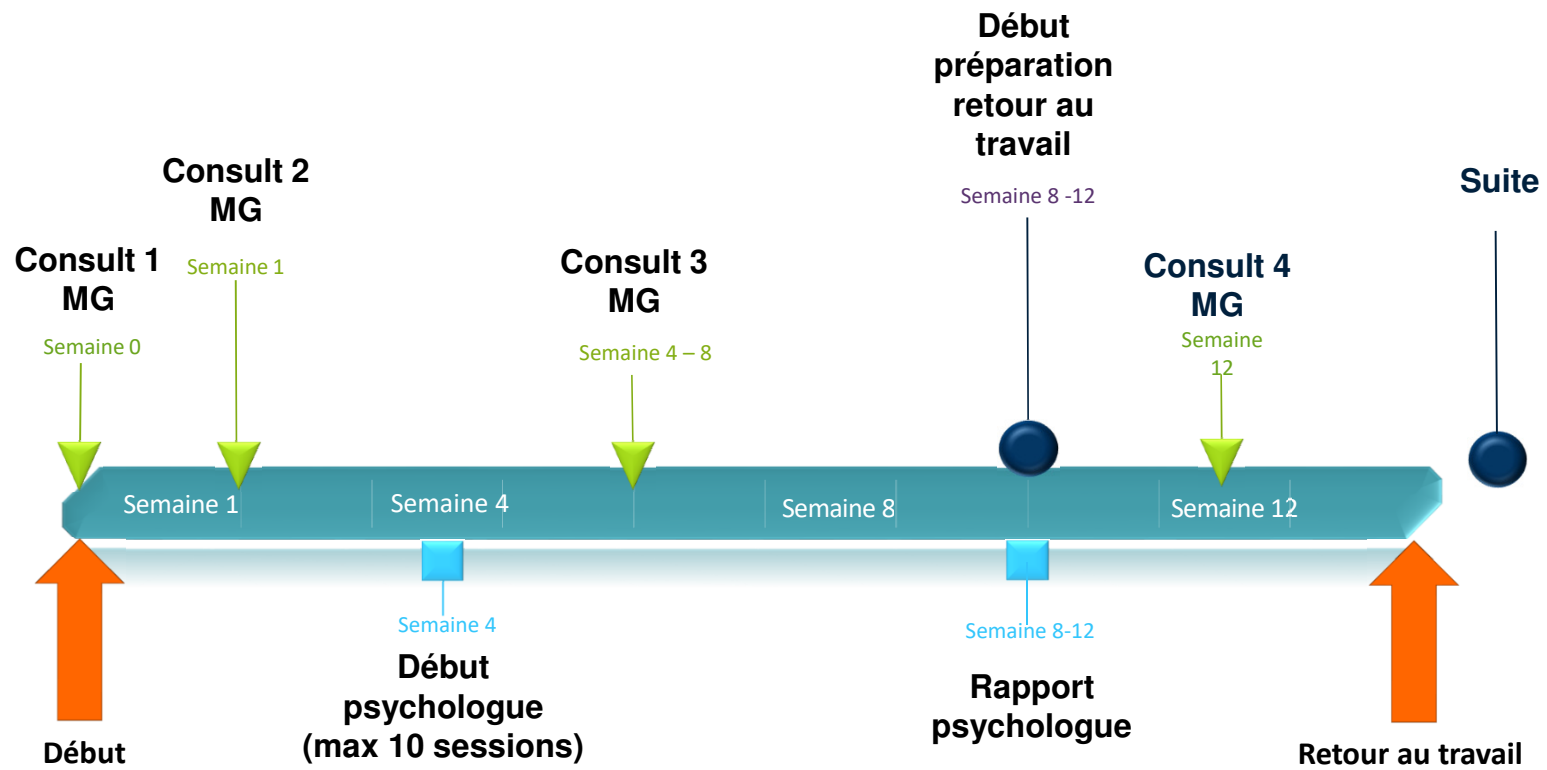 Début
préparation
retour au
travail
Semaine 8 -12
Consult 2
MG
Semaine 1
Suite
Consult 1
MG
Semaine 0
Consult 3
MG
Semaine 4 – 8
Consult 4
MG
Semaine
12
Semaine 1
Semaine 4
Semaine 8
Semaine 12
Semaine 4
Début
psychologue
(max 10 sessions)
Semaine 8-12
Rapport
psychologue
Début
Retour au travail